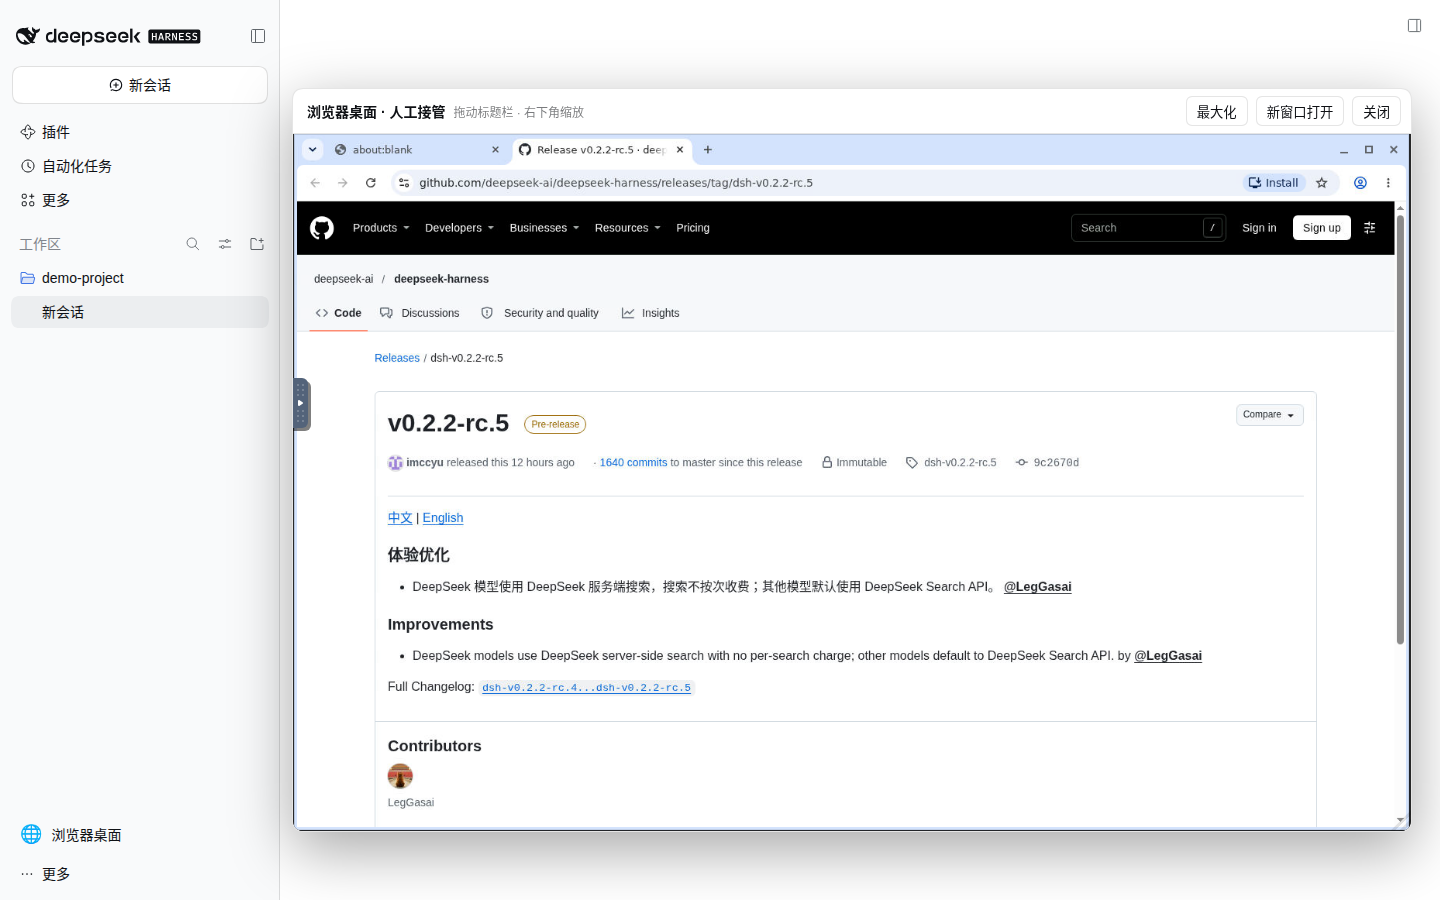 deepseek HARNESS
新会话
插件
自动化任务
更多
工作区
demo-project
新会话
浏览器桌面
更多
浏览器桌面 · 人工接管 拖动标题栏 · 右下角缩放 最大化 新窗口打开 关闭
about:blank
Release v0.2.2-rc.5 · deep
github.com/deepseek-ai/deepseek-harness/releases/tag/dsh-v0.2.2-rc.5 Install
Products Developers Businesses Resources Pricing Search / Sign in Sign up
deepseek-ai / deepseek-harness
Code Discussions Security and quality Insights
Releases / dsh-v0.2.2-rc.5
v0.2.2-rc.5 Pre-release Compare
imccyu released this 12 hours ago · 1640 commits to master since this release Immutable dsh-v0.2.2-rc.5 9c2670d
中文 | English
体验优化
• DeepSeek 模型使用 DeepSeek 服务端搜索，搜索不按次收费；其他模型默认使用 DeepSeek Search API。 @LegGasai
Improvements
• DeepSeek models use DeepSeek server-side search with no per-search charge; other models default to DeepSeek Search API. by @LegGasai
Full Changelog: dsh-v0.2.2-rc.4...dsh-v0.2.2-rc.5
Contributors
LegGasai